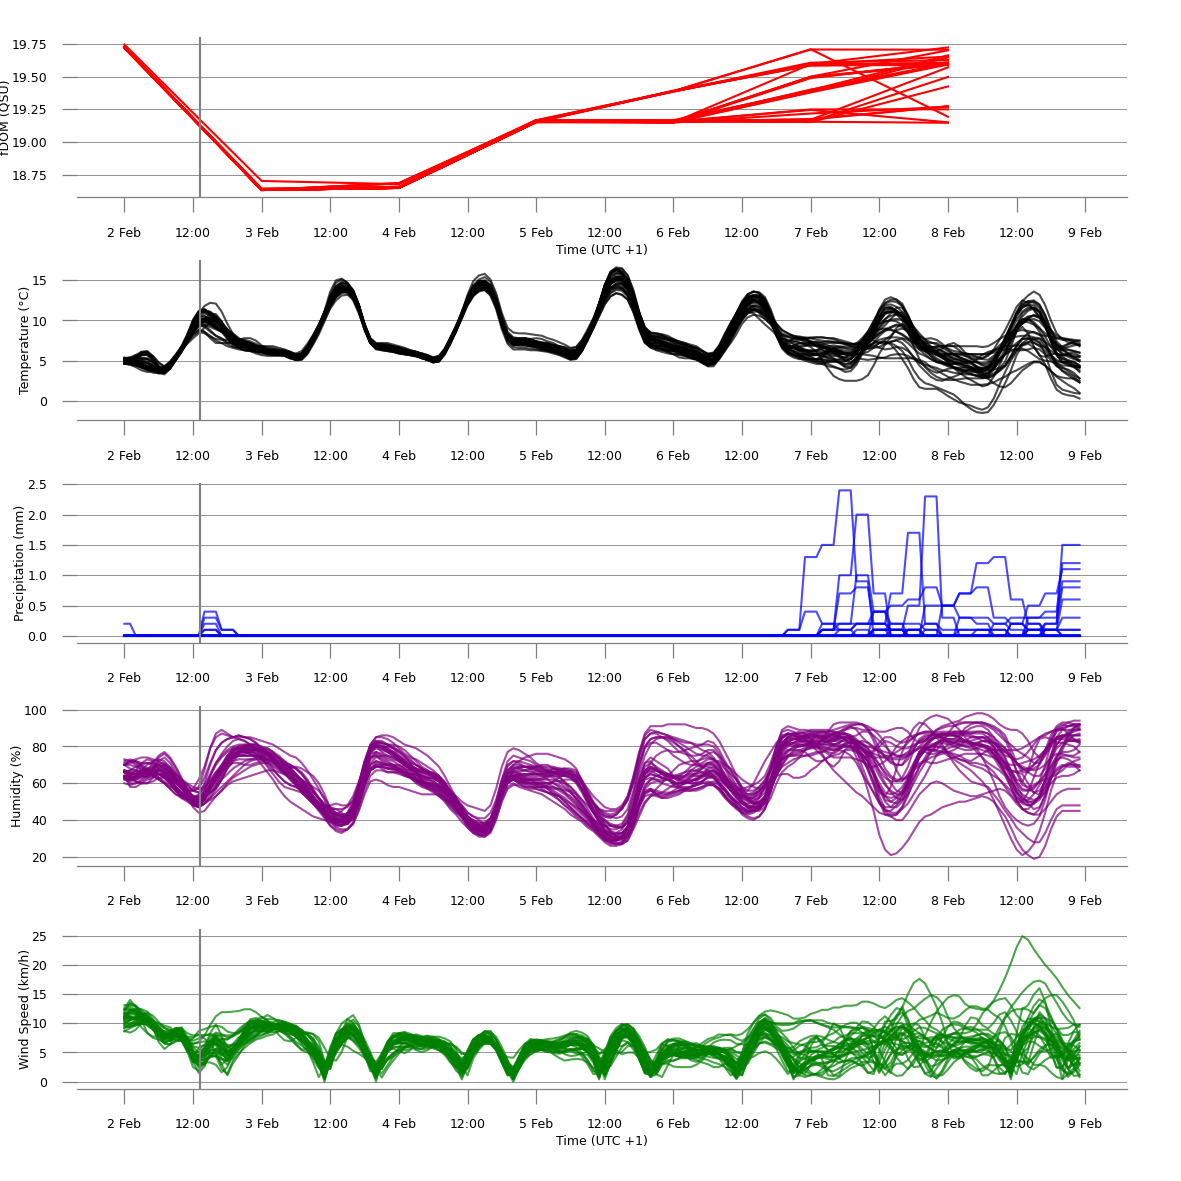 19.75
19.50
19.25
19.00
18.75
fDOM (QSU)
2 Feb 12:00 3 Feb 12:00 4 Feb 12:00 5 Feb 12:00 6 Feb 12:00 7 Feb 12:00 8 Feb 12:00 9 Feb
Time (UTC +1)
15
10
5
0
Temperature (°C)
2 Feb 12:00 3 Feb 12:00 4 Feb 12:00 5 Feb 12:00 6 Feb 12:00 7 Feb 12:00 8 Feb 12:00 9 Feb
2.5
2.0
1.5
1.0
0.5
0.0
Precipitation (mm)
2 Feb 12:00 3 Feb 12:00 4 Feb 12:00 5 Feb 12:00 6 Feb 12:00 7 Feb 12:00 8 Feb 12:00 9 Feb
100
80
60
40
20
Humidity (%)
2 Feb 12:00 3 Feb 12:00 4 Feb 12:00 5 Feb 12:00 6 Feb 12:00 7 Feb 12:00 8 Feb 12:00 9 Feb
25
20
15
10
5
0
Wind Speed (km/h)
2 Feb 12:00 3 Feb 12:00 4 Feb 12:00 5 Feb 12:00 6 Feb 12:00 7 Feb 12:00 8 Feb 12:00 9 Feb
Time (UTC +1)